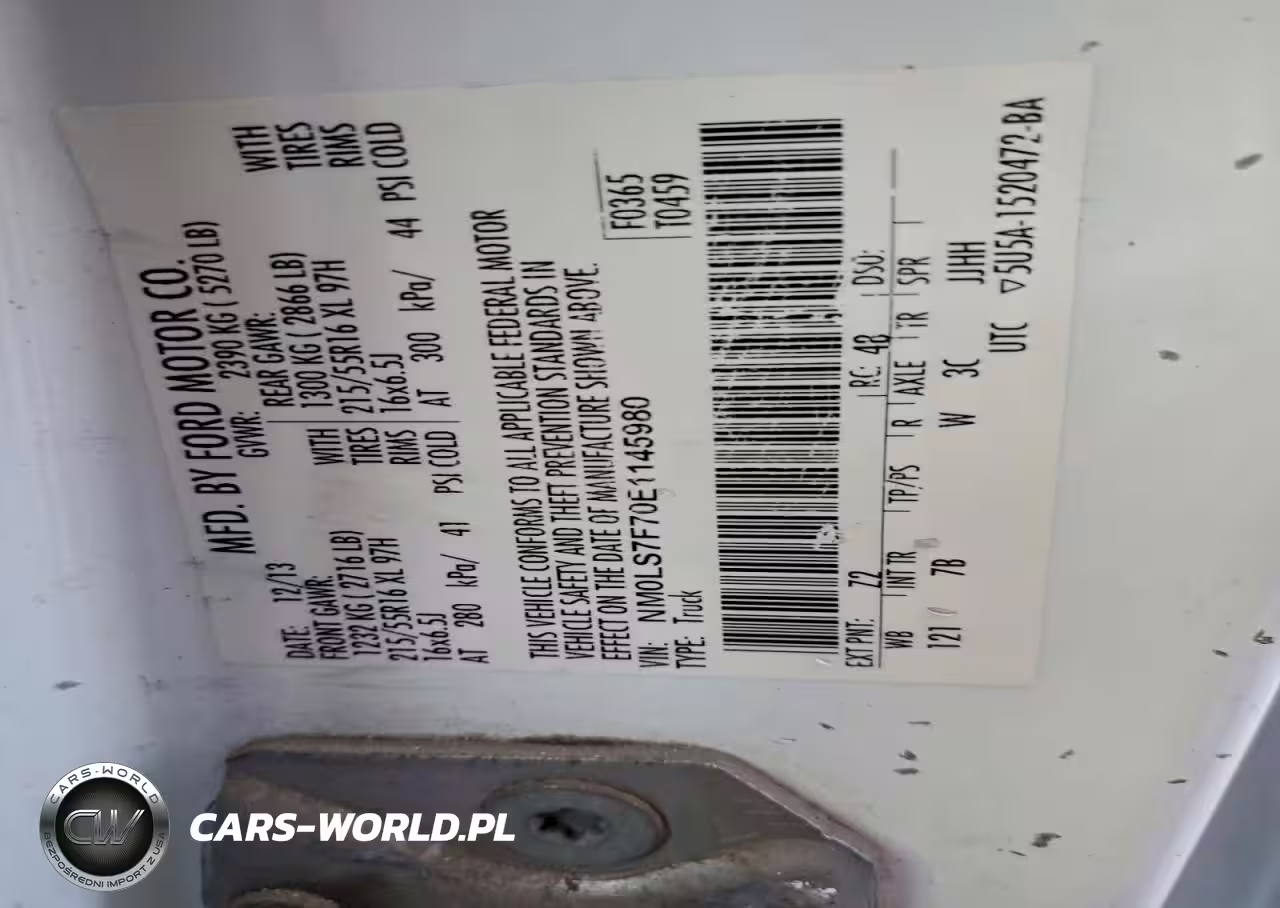 MFD. BY FORD MOTOR CO.
DATE: 12/13 GVWR: 2390 KG ( 5270 LB)
FRONT GAWR: REAR GAWR:
1232 KG ( 2716 LB) WITH 1300 KG ( 2866 LB) WITH
215/55R16 XL 97H TIRES 215/55R16 XL 97H TIRES
16x6.5J RIMS 16x6.5J RIMS
AT 280 kPa/ 41 PSI COLD AT 300 kPa/ 44 PSI COLD
THIS VEHICLE CONFORMS TO ALL APPLICABLE FEDERAL MOTOR
VEHICLE SAFETY AND THEFT PREVENTION STANDARDS IN
EFFECT ON THE DATE OF MANUFACTURE SHOWN ABOVE.
VIN: NM0LS7F70E1145980 F0365
TYPE: Truck T0459
EXT PNT: Z2 RC: 48 DSO:
WB INT TR TP/PS R AXLE TR SPR
121 7B W 3C JJHH
UTC ▽5U5A-1520472-BA
CARS-WORLD
CW
BEZPOŚREDNI IMPORT Z USA
CARS-WORLD.PL